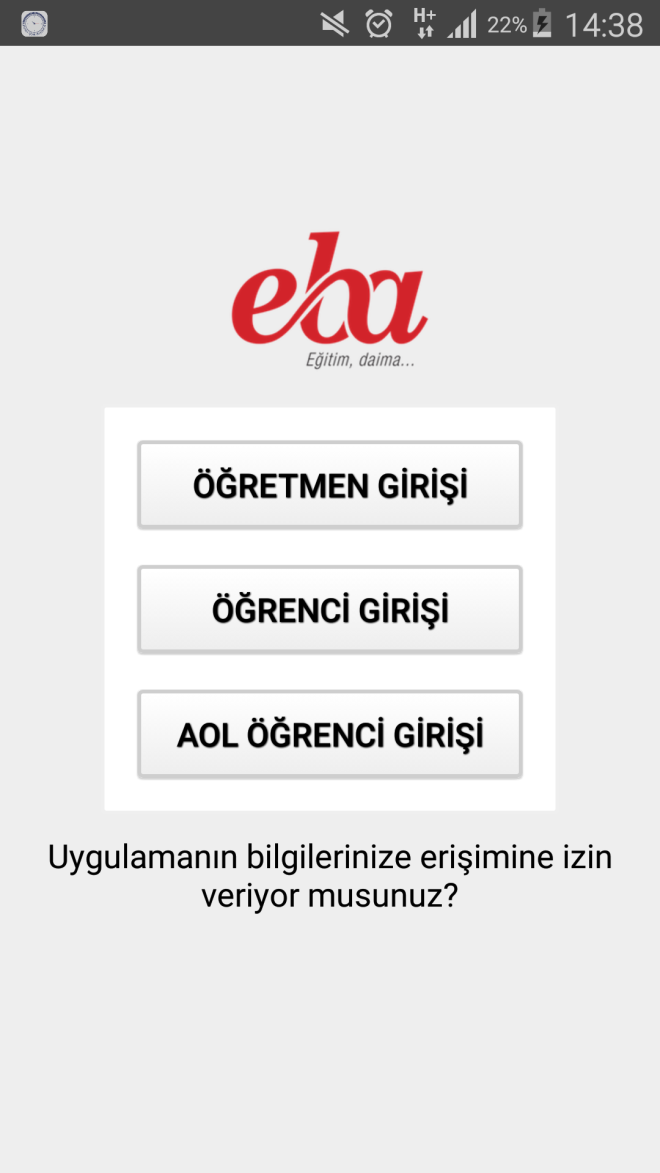 H+
22%
14:38
eba
Eğitim, daima...
ÖĞRETMEN GİRİŞİ
ÖĞRENCİ GİRİŞİ
AOL ÖĞRENCİ GİRİŞİ
Uygulamanın bilgilerinize erişimine izin
veriyor musunuz?